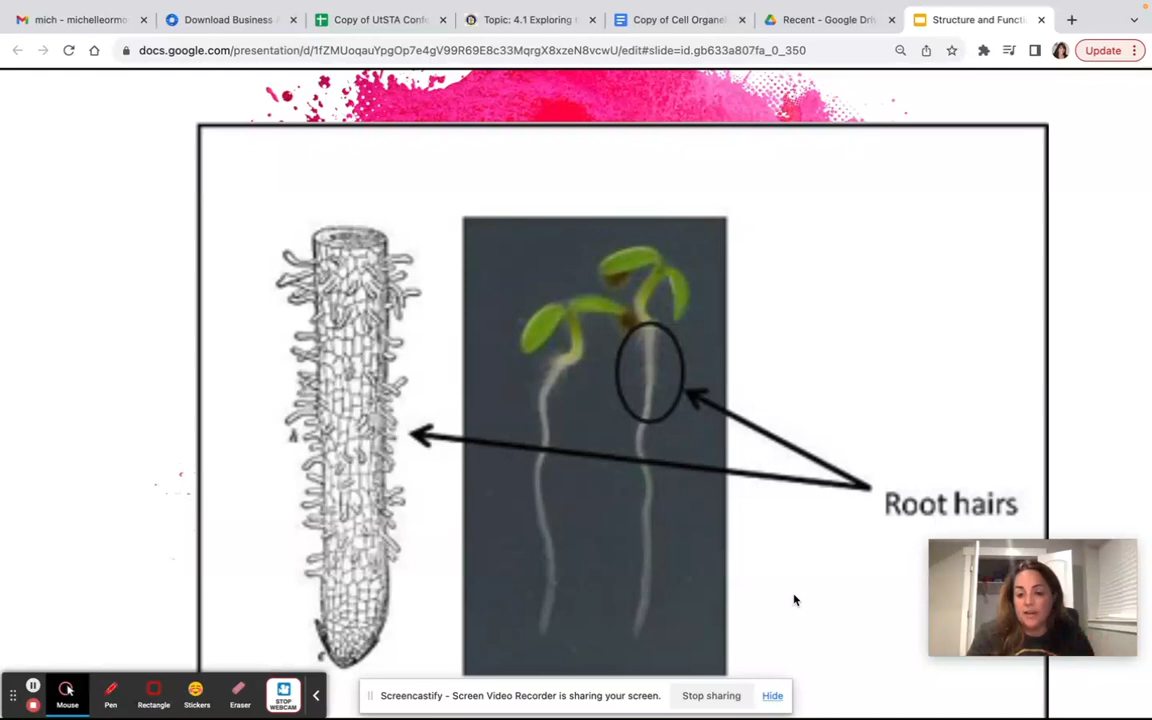 mich - michelleormo
Download Business A
Copy of UtSTA Confe
Topic: 4.1 Exploring
Copy of Cell Organel
Recent - Google Driv
Structure and Functi
docs.google.com/presentation/d/1fZMUoqauYpgOp7e4gV99R69E8c33MqrgX8xzeN8vcwU/edit#slide=id.gb633a807fa_0_350
Update
Root hairs
Mouse
Pen
Rectangle
Stickers
Eraser
STOP
WEBCAM
Screencastify - Screen Video Recorder is sharing your screen.
Stop sharing
Hide